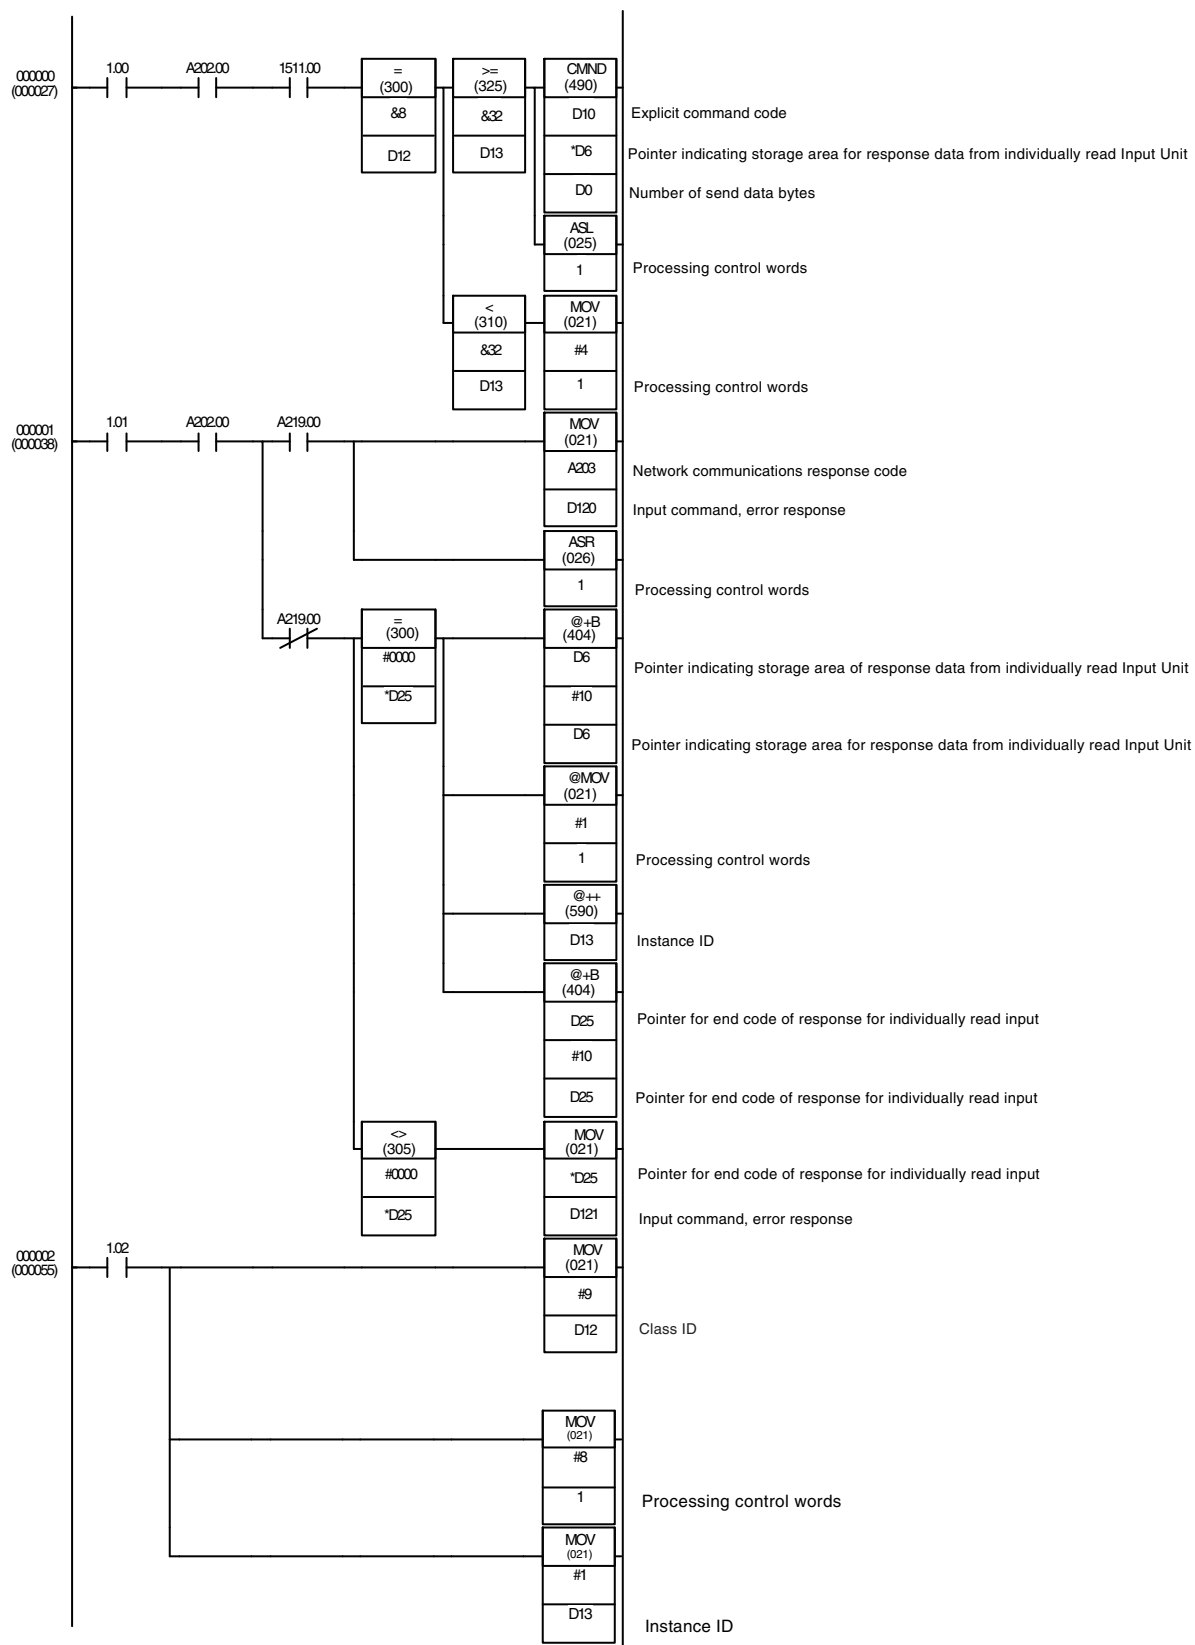 000000
(000027)
1.00
A202.00
1511.00
=
(300)
&8
D12
>=
(325)
&32
D13
CMND
(490)
D10
Explicit command code
*D6
Pointer indicating storage area for response data from individually read Input Unit
D0
Number of send data bytes
ASL
(025)
1
Processing control words
<
(310)
&32
D13
MOV
(021)
#4
1
Processing control words
000001
(000038)
1.01
A202.00
A219.00
MOV
(021)
A203
Network communications response code
D120
Input command, error response
ASR
(026)
1
Processing control words
A219.00
=
(300)
#0000
*D25
@+B
(404)
D6
Pointer indicating storage area of response data from individually read Input Unit
#10
D6
Pointer indicating storage area for response data from individually read Input Unit
@MOV
(021)
#1
1
Processing control words
@++
(590)
D13
Instance ID
@+B
(404)
D25
Pointer for end code of response for individually read input
#10
D25
Pointer for end code of response for individually read input
<>
(305)
#0000
*D25
MOV
(021)
*D25
Pointer for end code of response for individually read input
D121
Input command, error response
000002
(000055)
1.02
MOV
(021)
#9
D12
Class ID
MOV
(021)
#8
1
Processing control words
MOV
(021)
#1
D13
Instance ID